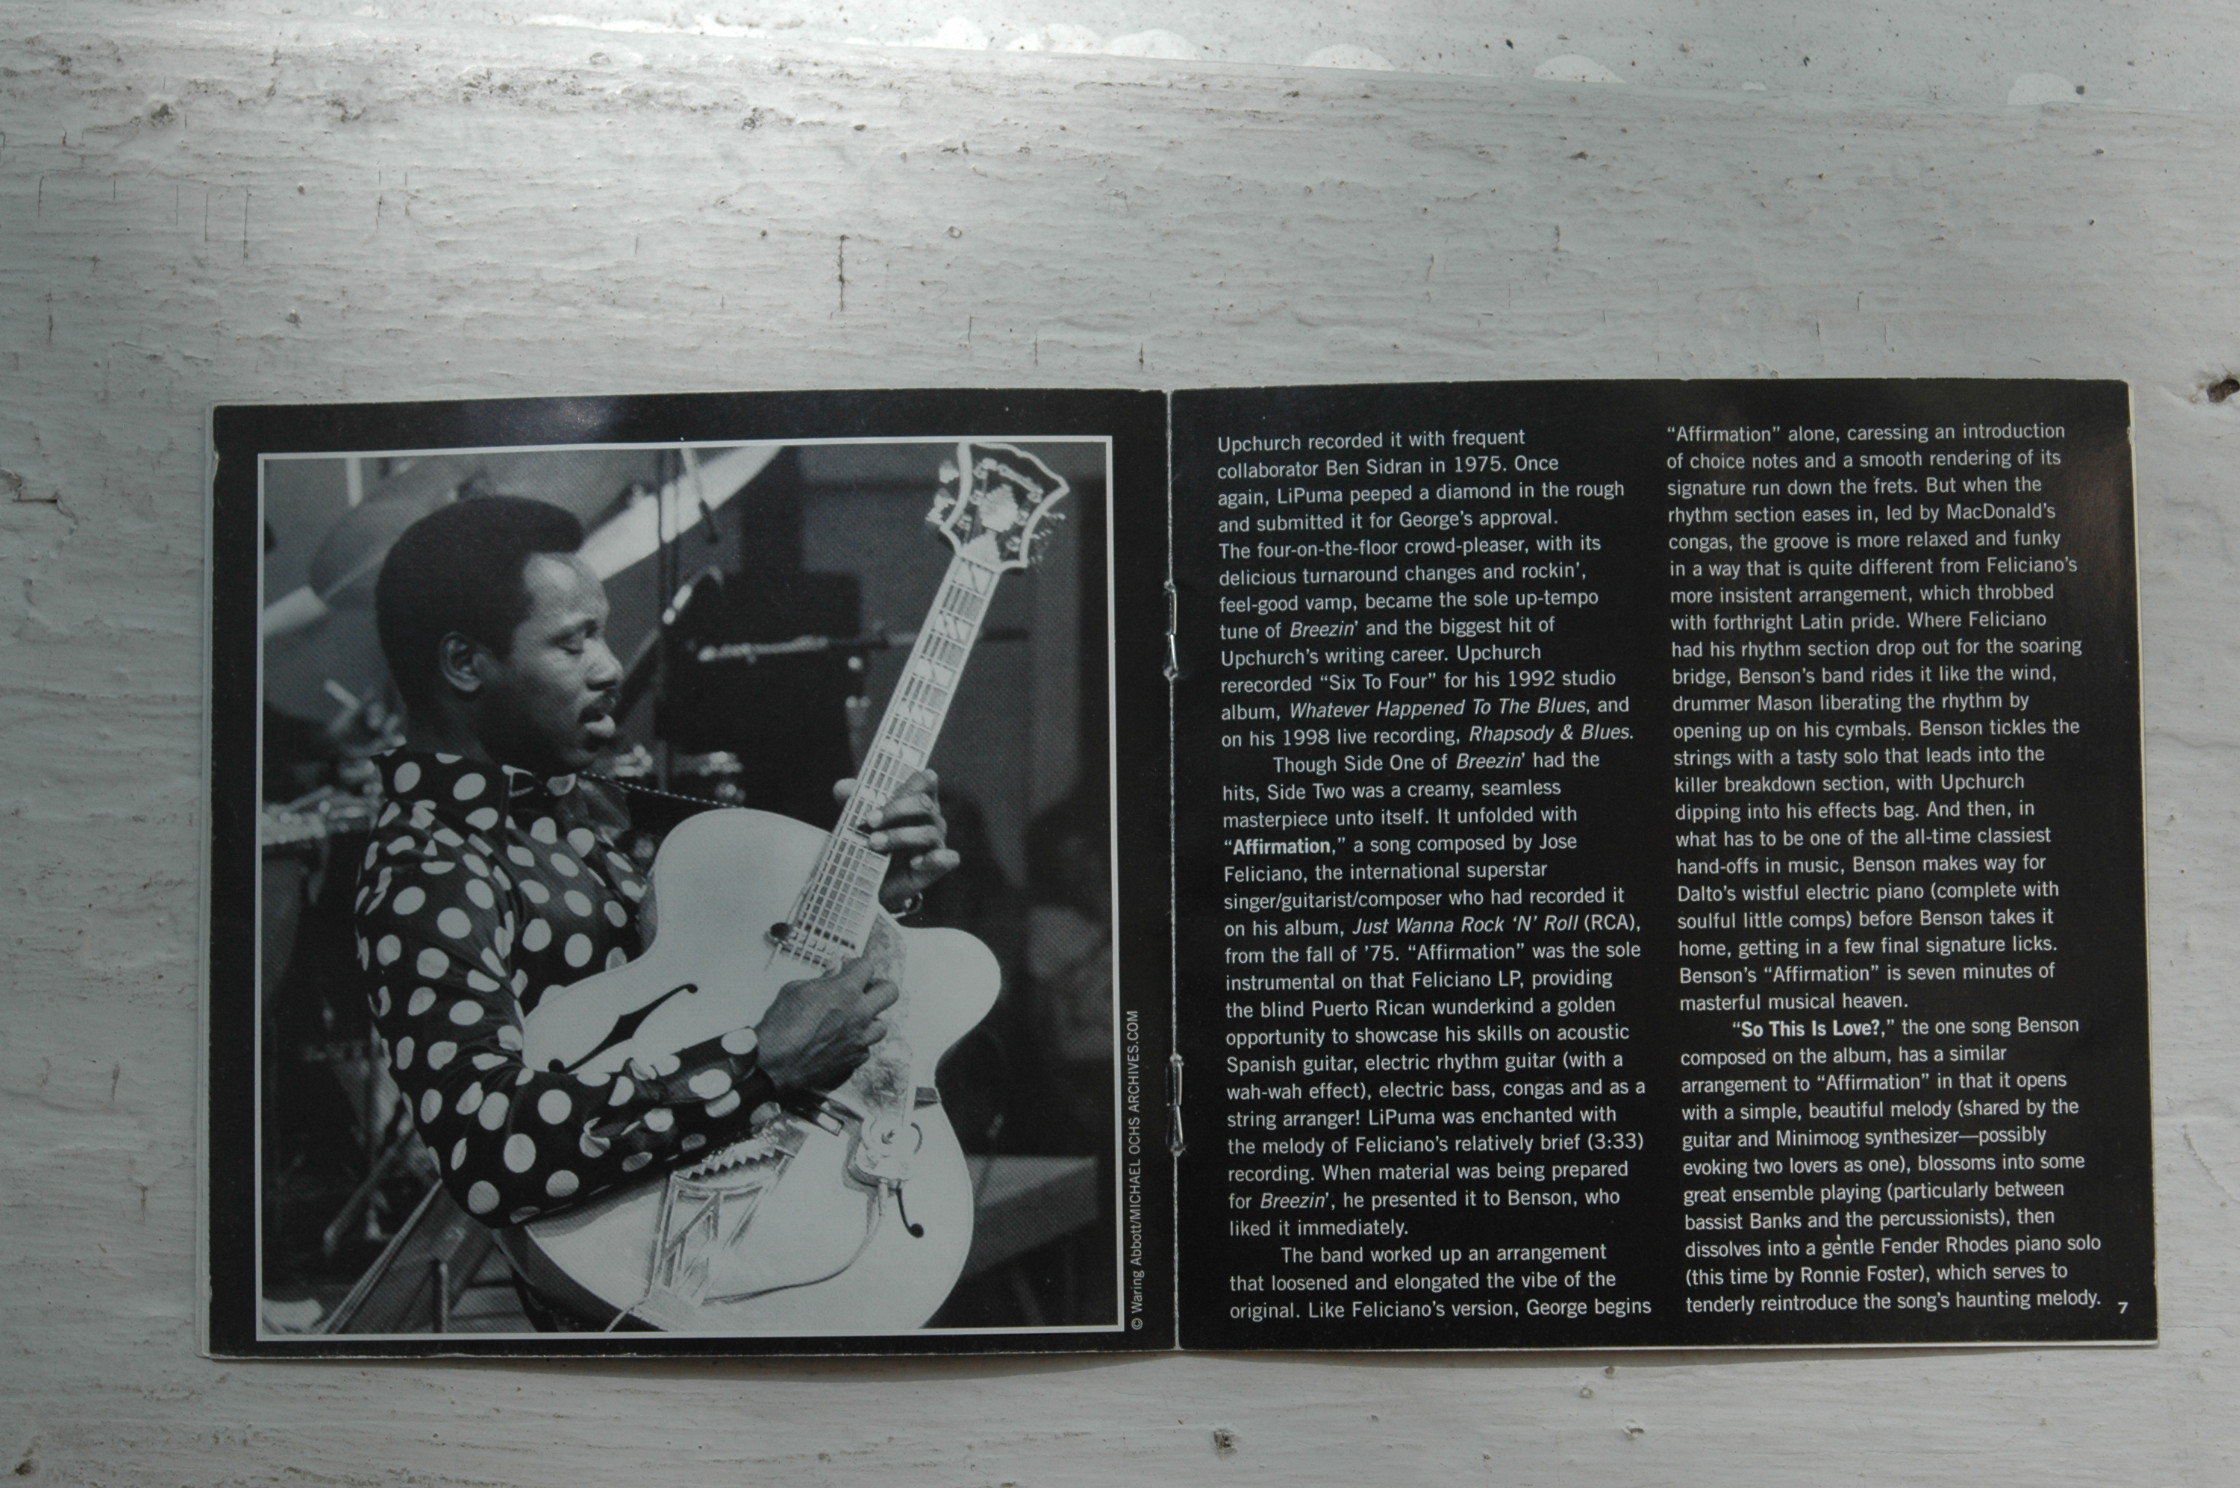 © Waring Abbott/MICHAEL OCHS ARCHIVES.COM
Upchurch recorded it with frequent
collaborator Ben Sidran in 1975. Once
again, LiPuma peeped a diamond in the rough
and submitted it for George's approval.
The four-on-the-floor crowd-pleaser, with its
delicious turnaround changes and rockin',
feel-good vamp, became the sole up-tempo
tune of Breezin' and the biggest hit of
Upchurch's writing career. Upchurch
rerecorded “Six To Four” for his 1992 studio
album, Whatever Happened To The Blues, and
on his 1998 live recording, Rhapsody & Blues.
Though Side One of Breezin' had the
hits, Side Two was a creamy, seamless
masterpiece unto itself. It unfolded with
“Affirmation,” a song composed by Jose
Feliciano, the international superstar
singer/guitarist/composer who had recorded it
on his album, Just Wanna Rock ‘N’ Roll (RCA),
from the fall of ’75. “Affirmation” was the sole
instrumental on that Feliciano LP, providing
the blind Puerto Rican wunderkind a golden
opportunity to showcase his skills on acoustic
Spanish guitar, electric rhythm guitar (with a
wah-wah effect), electric bass, congas and as a
string arranger! LiPuma was enchanted with
the melody of Feliciano's relatively brief (3:33)
recording. When material was being prepared
for Breezin', he presented it to Benson, who
liked it immediately.
The band worked up an arrangement
that loosened and elongated the vibe of the
original. Like Feliciano's version, George begins
“Affirmation” alone, caressing an introduction
of choice notes and a smooth rendering of its
signature run down the frets. But when the
rhythm section eases in, led by MacDonald's
congas, the groove is more relaxed and funky
in a way that is quite different from Feliciano's
more insistent arrangement, which throbbed
with forthright Latin pride. Where Feliciano
had his rhythm section drop out for the soaring
bridge, Benson's band rides it like the wind,
drummer Mason liberating the rhythm by
opening up on his cymbals. Benson tickles the
strings with a tasty solo that leads into the
killer breakdown section, with Upchurch
dipping into his effects bag. And then, in
what has to be one of the all-time classiest
hand-offs in music, Benson makes way for
Dalto's wistful electric piano (complete with
soulful little comps) before Benson takes it
home, getting in a few final signature licks.
Benson's “Affirmation” is seven minutes of
masterful musical heaven.
“So This Is Love?,” the one song Benson
composed on the album, has a similar
arrangement to “Affirmation” in that it opens
with a simple, beautiful melody (shared by the
guitar and Minimoog synthesizer—possibly
evoking two lovers as one), blossoms into some
great ensemble playing (particularly between
bassist Banks and the percussionists), then
dissolves into a gentle Fender Rhodes piano solo
(this time by Ronnie Foster), which serves to
tenderly reintroduce the song's haunting melody.
7